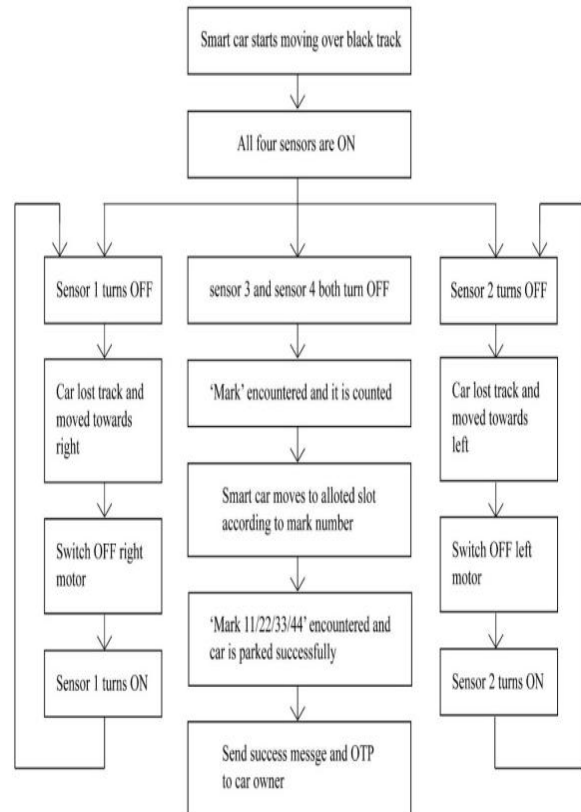 Smart car starts moving over black track
All four sensors are ON
Sensor 1 turns OFF
Car lost track and
moved towards
right
Switch OFF right
motor
Sensor 1 turns ON
sensor 3 and sensor 4 both turn OFF
‘Mark’ encountered and it is counted
Smart car moves to alloted slot
according to mark number
‘Mark 11/22/33/44’ encountered and
car is parked successfully
Send success messge and OTP
to car owner
Sensor 2 turns OFF
Car lost track and
moved towards
left
Switch OFF left
motor
Sensor 2 turns ON